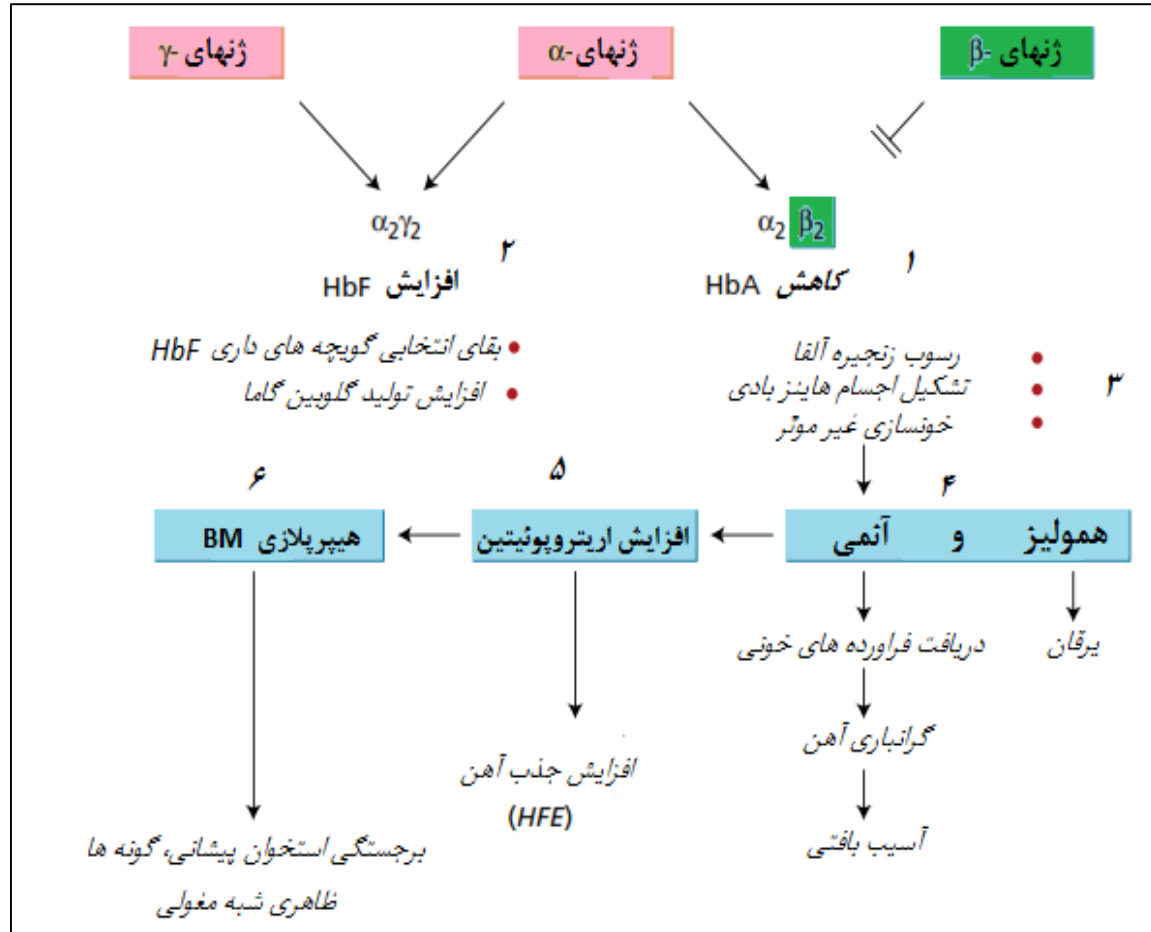 ژنهای -γ
ژنهای-α
ژنهای -β
α2γ2
α2 β2
۲
افزایش HbF
۱
کاهش HbA
بقای انتخابی گویچه های داری HbF
افزایش تولید گلوبین گاما
۳
رسوب زنجیره آلفا
تشکیل اجسام هاینز بادی
خونسازی غیر موثر
۴
همولیز و آنمی
۵
افزایش اریتروپوئیتین
۶
هیپرپلازی BM
یرقان
دریافت فراورده های خونی
گرانباری آهن
آسیب بافتی
افزایش جذب آهن
(HFE)
برجستگی استخوان پیشانی، گونه ها
ظاهری شبه مغولی